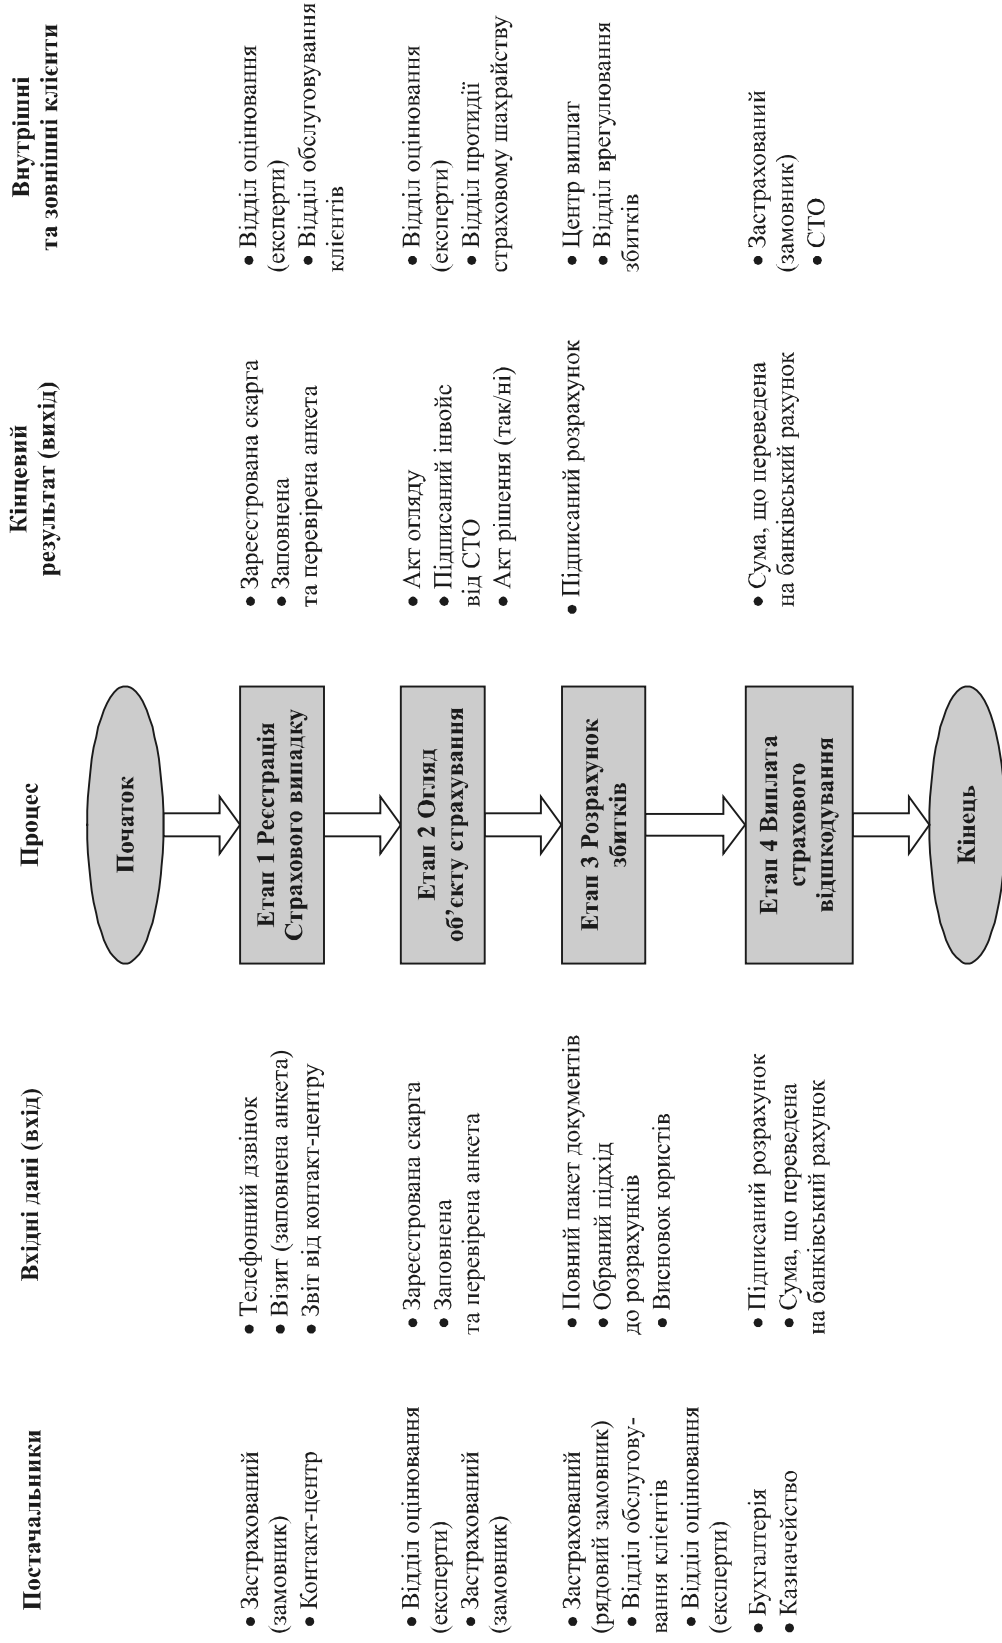 Постачальники
Вхідні дані (вхід)
Процес
Кінцевий
результат (вихід)
Внутрішні
та зовнішні клієнти
Початок
• Застрахований
(замовник)
• Контакт-центр
• Телефонний дзвінок
• Візит (заповнена анкета)
• Звіт від контакт-центру
Етап 1 Реєстрація
Страхового випадку
• Зареєстрована скарга
• Заповнена
та перевірена анкета
• Відділ оцінювання
(експерти)
• Відділ обслуговування
клієнтів
• Відділ оцінювання
(експерти)
• Застрахований
(замовник)
• Зареєстрована скарга
• Заповнена
та перевірена анкета
Етап 2 Огляд
об’єкту страхування
• Акт огляду
• Підписаний інвойс
від СТО
• Акт рішення (так/ні)
• Відділ оцінювання
(експерти)
• Відділ протидії
страховому шахрайству
• Застрахований
(рядовий замовник)
• Відділ обслугову-
вання клієнтів
• Відділ оцінювання
(експерти)
• Повний пакет документів
• Обраний підхід
до розрахунків
• Висновок юристів
Етап 3 Розрахунок
збитків
• Підписаний розрахунок
• Центр виплат
• Відділ врегулювання
збитків
• Бухгалтерія
• Казначейство
• Підписаний розрахунок
• Сума, що переведена
на банківський рахунок
Етап 4 Виплата
страхового
відшкодування
• Сума, що переведена
на банківський рахунок
• Застрахований
(замовник)
• СТО
Кінець